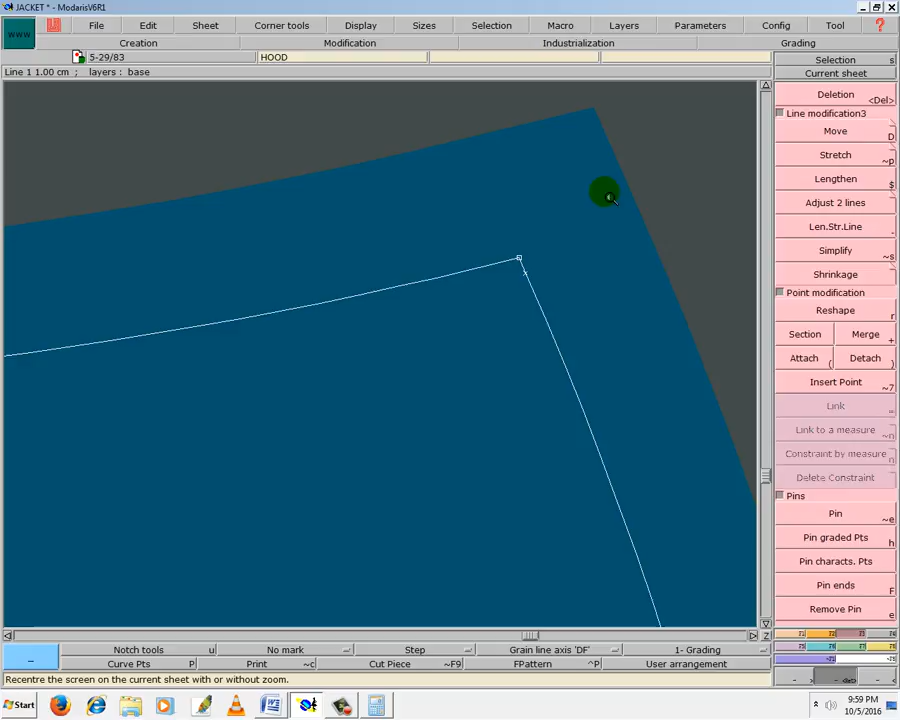 JACKET * - ModarisV6R1
www
File Edit Sheet Corner tools Display Sizes Selection Macro Layers Parameters Config Tool ?
Creation Modification Industrialization Grading
5-29/83 HOOD
Selection s
Line 1 1.00 cm ; layers : base
Current sheet
Deletion <Del>
Line modification3
Move D
Stretch ~p
Lengthen $
Adjust 2 lines
Len.Str.Line -
Simplify ~s
Shrinkage
Point modification
Reshape r
Section Merge +
Attach ( Detach )
Insert Point ~7
Link =
Link to a measure ~n
Constraint by measure n
Delete Constraint
Pins
Pin ~e
Pin graded Pts h
Pin characts. Pts
Pin ends F
Remove Pin e
Z
Notch tools u No mark Step Grain line axis 'DF' 1- Grading
Curve Pts P Print ~c Cut Piece ~F9 FPattern ^P User arrangement
Recentre the screen on the current sheet with or without zoom.
Start
9:59 PM
10/5/2016